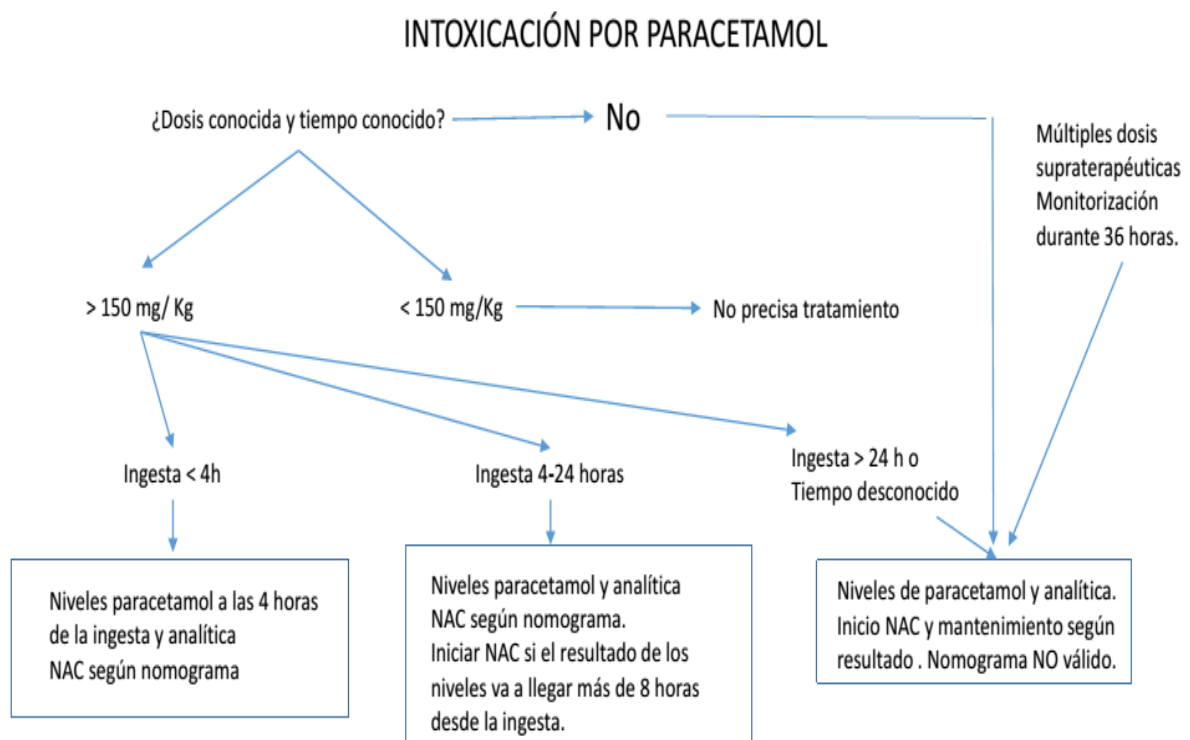 INTOXICACIÓN POR PARACETAMOL
¿Dosis conocida y tiempo conocido?
No
Múltiples dosis
supraterapéuticas
Monitorización
durante 36 horas.
> 150 mg/ Kg
< 150 mg/Kg
No precisa tratamiento
Ingesta < 4h
Ingesta 4-24 horas
Ingesta > 24 h o
Tiempo desconocido
Niveles paracetamol a las 4 horas
de la ingesta y analítica
NAC según nomograma
Niveles paracetamol y analítica
NAC según nomograma.
Iniciar NAC si el resultado de los
niveles va a llegar más de 8 horas
desde la ingesta.
Niveles de paracetamol y analítica.
Inicio NAC y mantenimiento según
resultado . Nomograma NO válido.